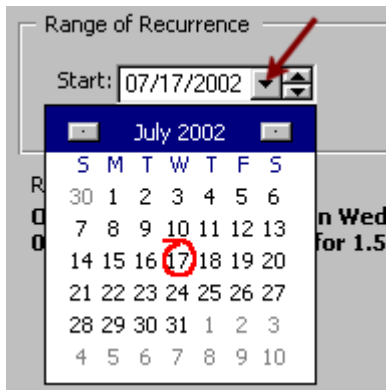 Range of Recurrence
Start: 07/17/2002
July 2002
S M T W T F S
30 1 2 3 4 5 6
7 8 9 10 11 12 13
14 15 16 17 18 19 20
21 22 23 24 25 26 27
28 29 30 31 1 2 3
4 5 6 7 8 9 10
R
O n Wed
0 for 1.5